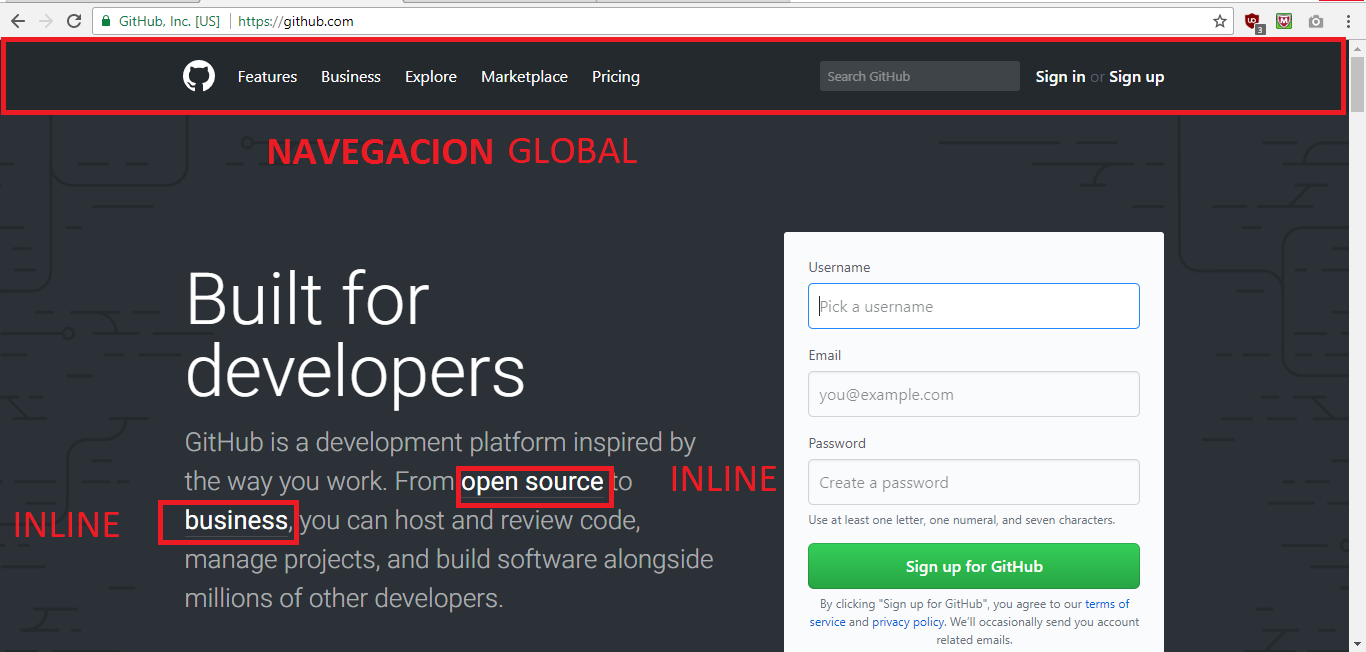 GitHub, Inc. [US] https://github.com
3
Features Business Explore Marketplace Pricing
Search GitHub
Sign in or Sign up
NAVEGACION GLOBAL
Built for
developers
GitHub is a development platform inspired by
the way you work. From open source to
business, you can host and review code,
manage projects, and build software alongside
millions of other developers.
INLINE
INLINE
Username
Pick a username
Email
you@example.com
Password
Create a password
Use at least one letter, one numeral, and seven characters.
Sign up for GitHub
By clicking "Sign up for GitHub", you agree to our terms of
service and privacy policy. We'll occasionally send you account
related emails.